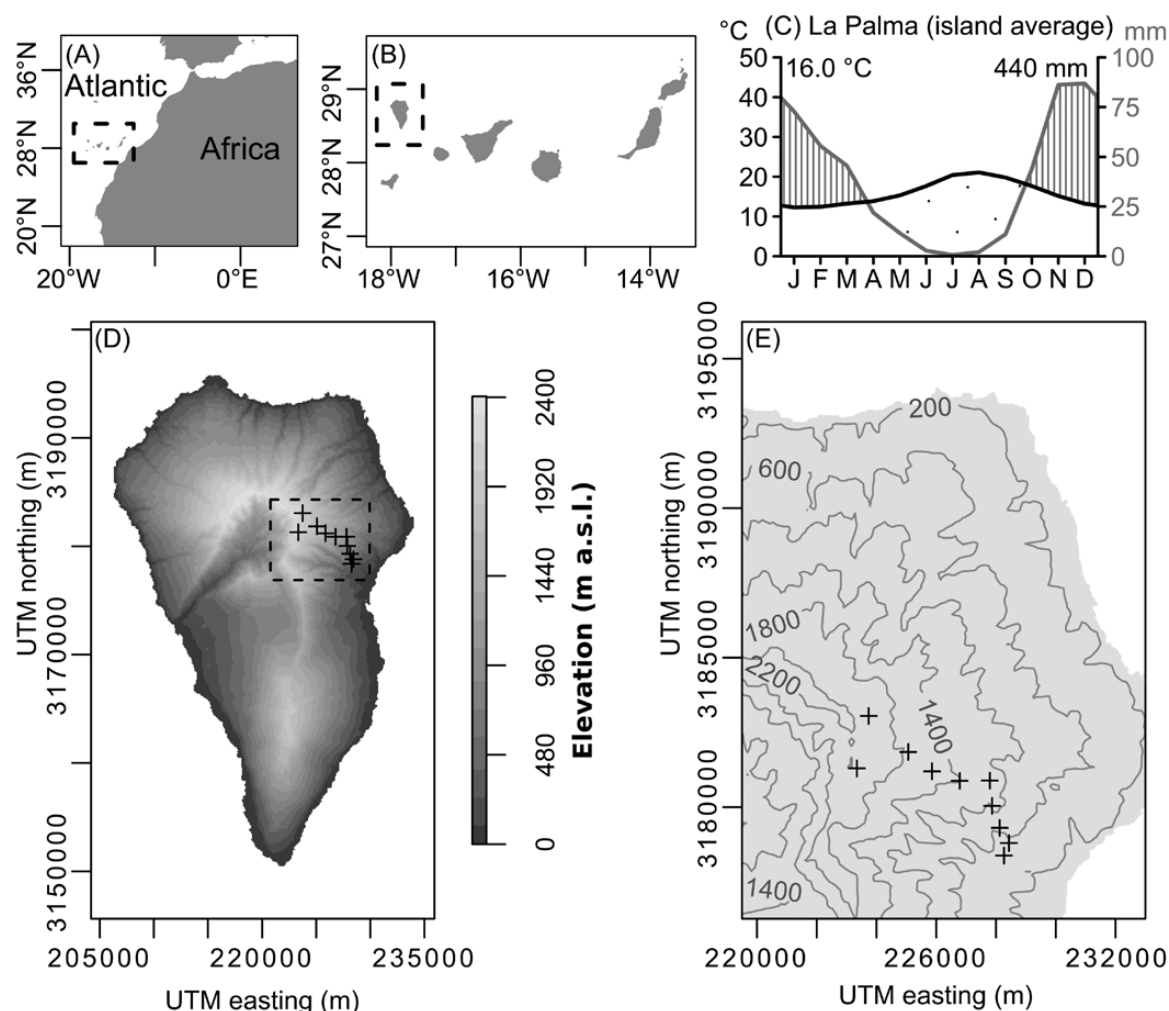 (A)
Atlantic
Africa
36°N
28°N
20°N
20°W
0°E
(B)
29°N
28°N
27°N
18°W
16°W
14°W
°C (C) La Palma (island average) mm
16.0 °C 440 mm
50
40
30
20
10
0
100
75
50
25
0
J F M A M J J A S O N D
(D)
UTM northing (m)
3190000
3170000
3150000
205000 220000 235000
UTM easting (m)
2400
1920
1440
960
480
0
Elevation (m a.s.l.)
(E)
UTM northing (m)
3195000
3190000
3185000
3180000
200
600
1800
2200
1400
1400
220000 226000 232000
UTM easting (m)